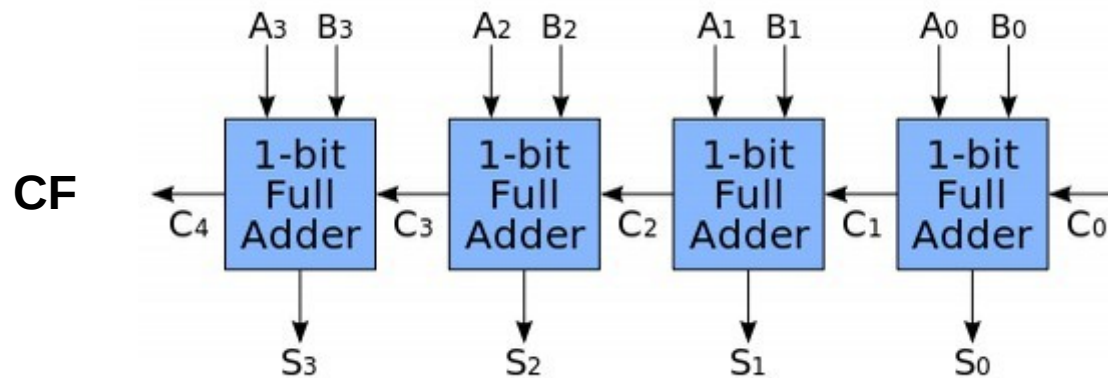 A3 B3 A2 B2 A1 B1 A0 B0
1-bit Full Adder
1-bit Full Adder
1-bit Full Adder
1-bit Full Adder
CF
C4 C3 C2 C1 C0
S3 S2 S1 S0